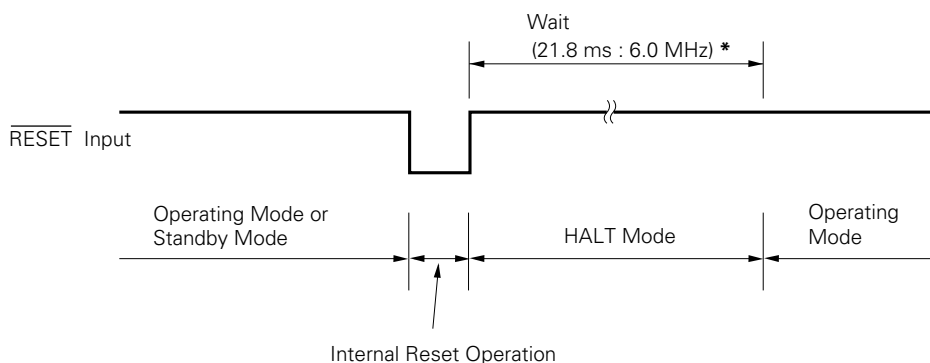 Wait
(21.8 ms : 6.0 MHz) *
RESET Input
Operating Mode or
Standby Mode
HALT Mode
Operating
Mode
Internal Reset Operation